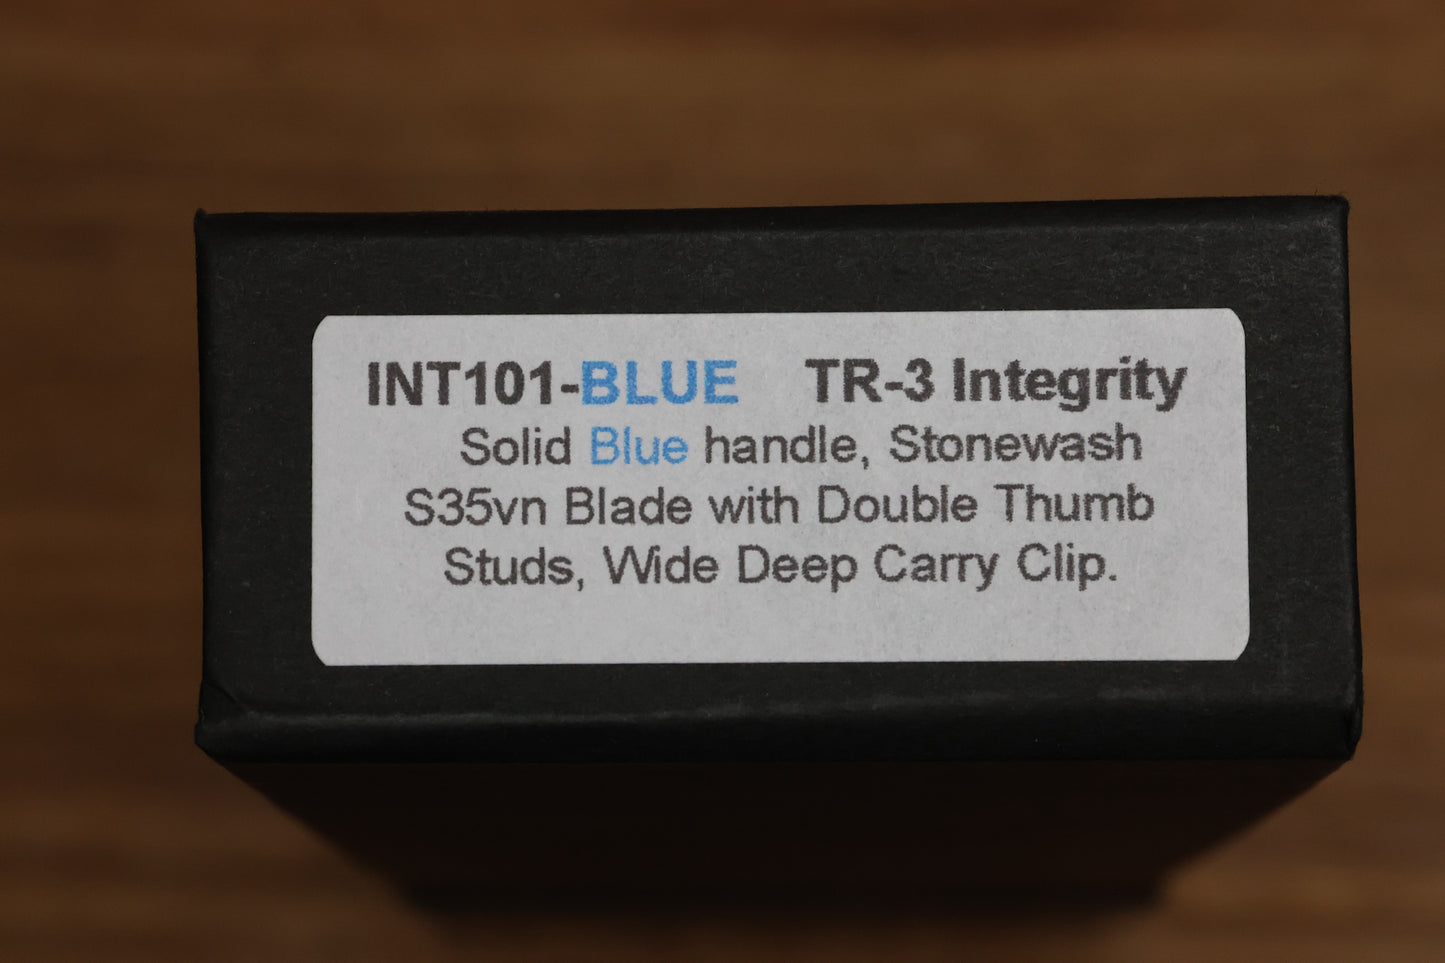 INT101-BLUE TR-3 Integrity
Solid Blue handle, Stonewash
S35vn Blade with Double Thumb
Studs, Wide Deep Carry Clip.